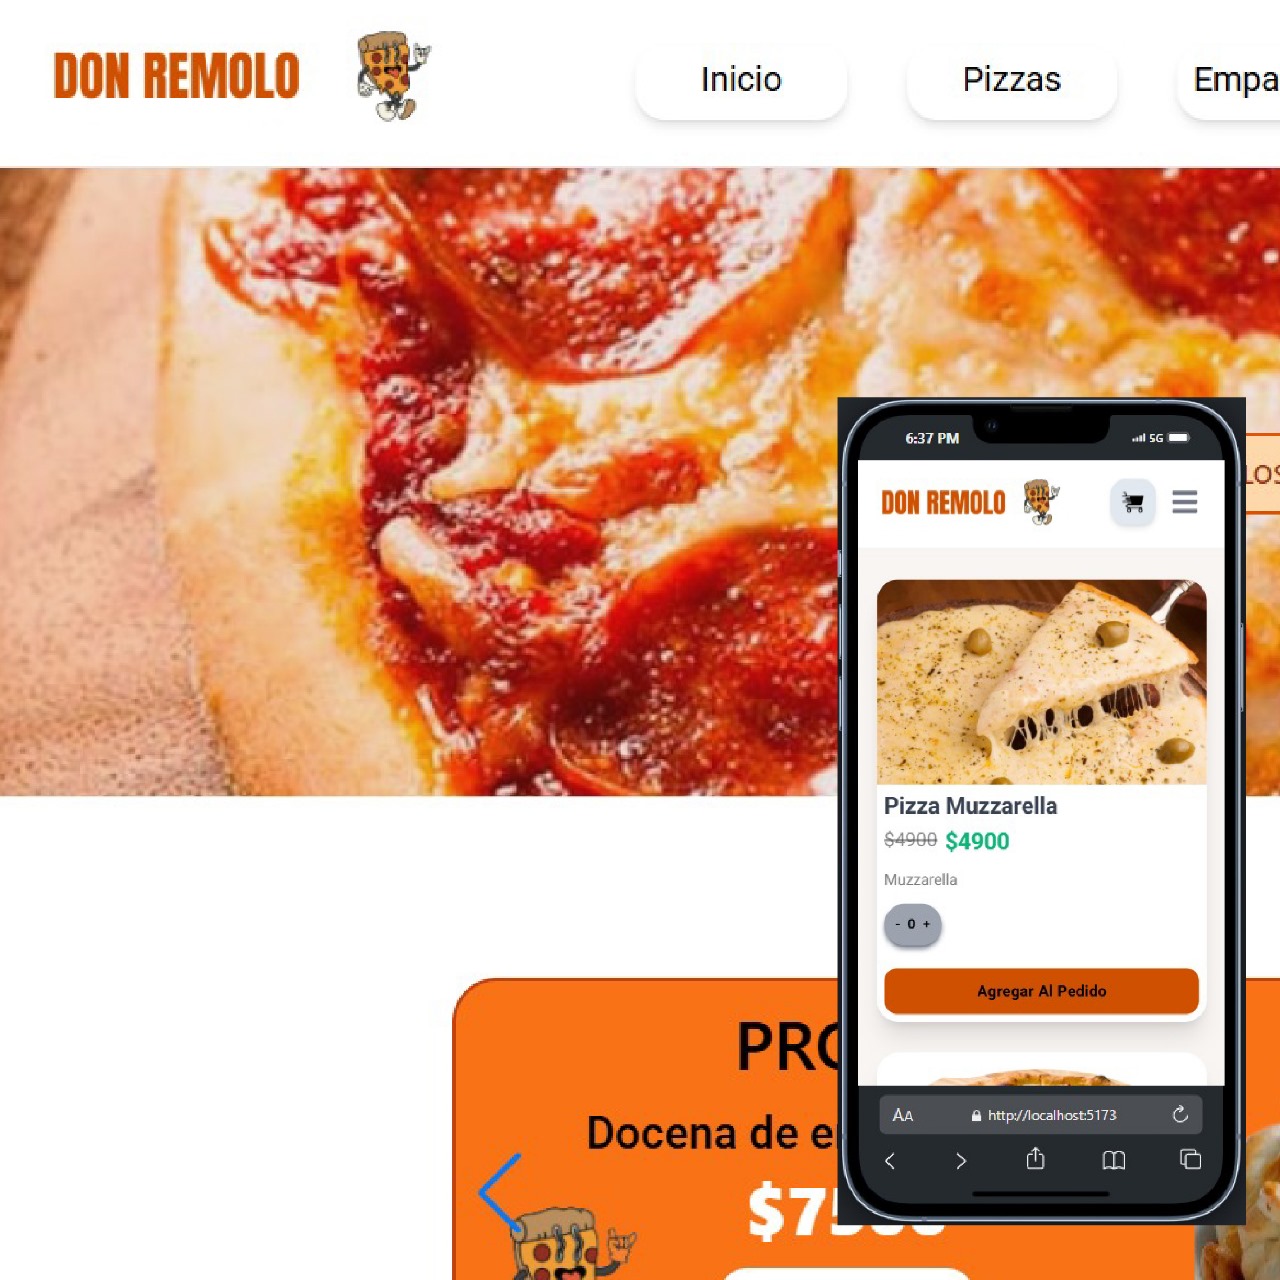 DON REMOLO
Inicio
Pizzas
Empa
LOS
6:37 PM
5G
DON REMOLO
Pizza Muzzarella
$4900 $4900
Muzzarella
- 0 +
Agregar Al Pedido
AA
http://localhost:5173
PRO
Docena de e
$7500